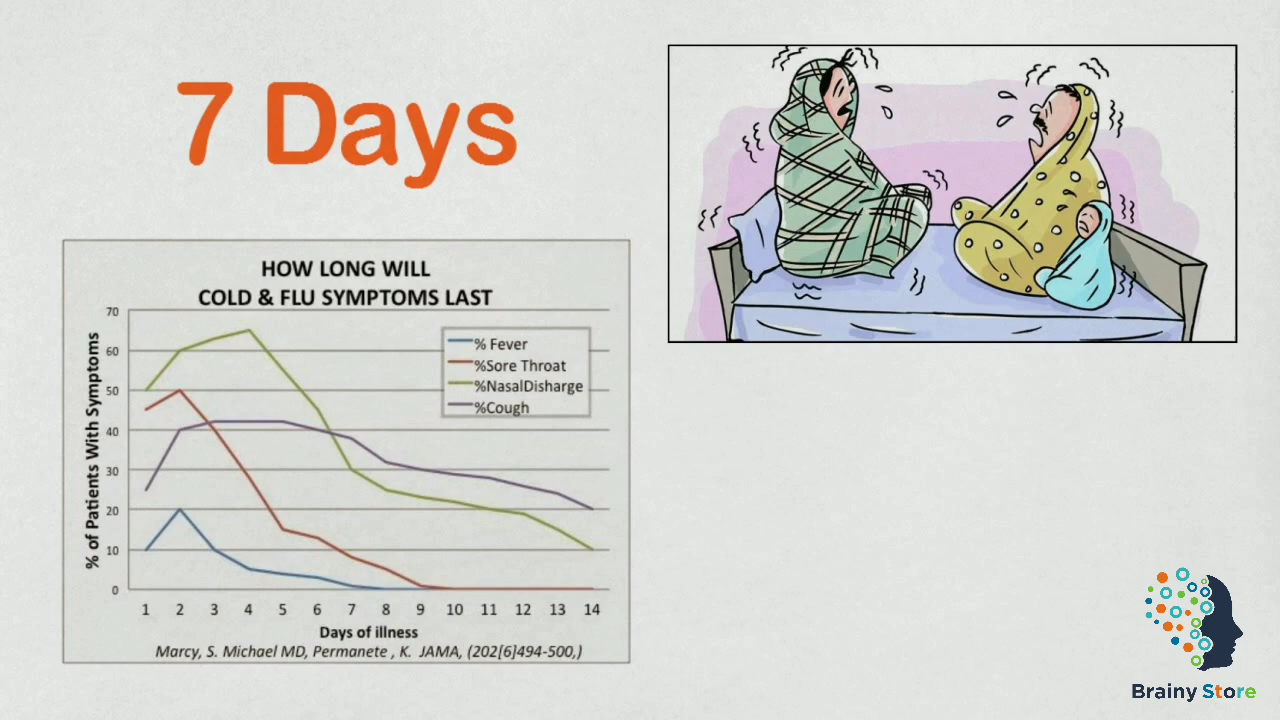 7 Days
HOW LONG WILL
COLD & FLU SYMPTOMS LAST
% of Patients With Symptoms
70
60
50
40
30
20
10
0
% Fever
%Sore Throat
%NasalDisharge
%Cough
1 2 3 4 5 6 7 8 9 10 11 12 13 14
Days of illness
Marcy, S. Michael MD, Permanete , K. JAMA, (202[6]494-500,)
Brainy Store